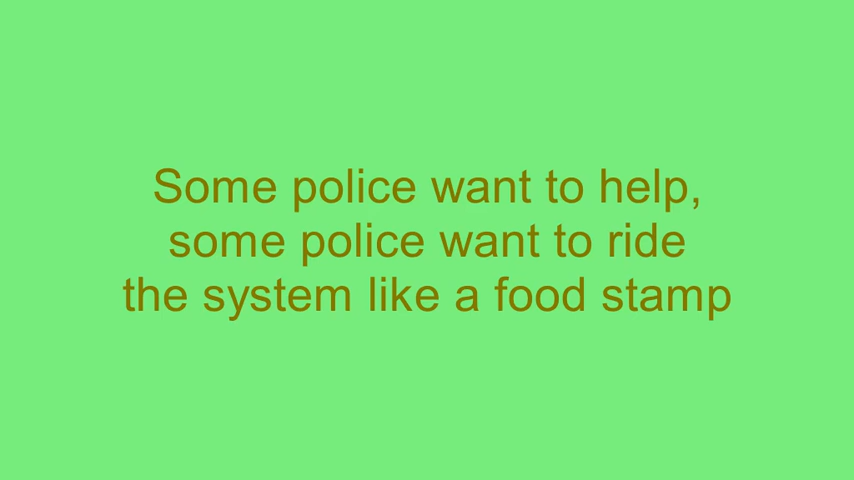 Some police want to help,
some police want to ride
the system like a food stamp